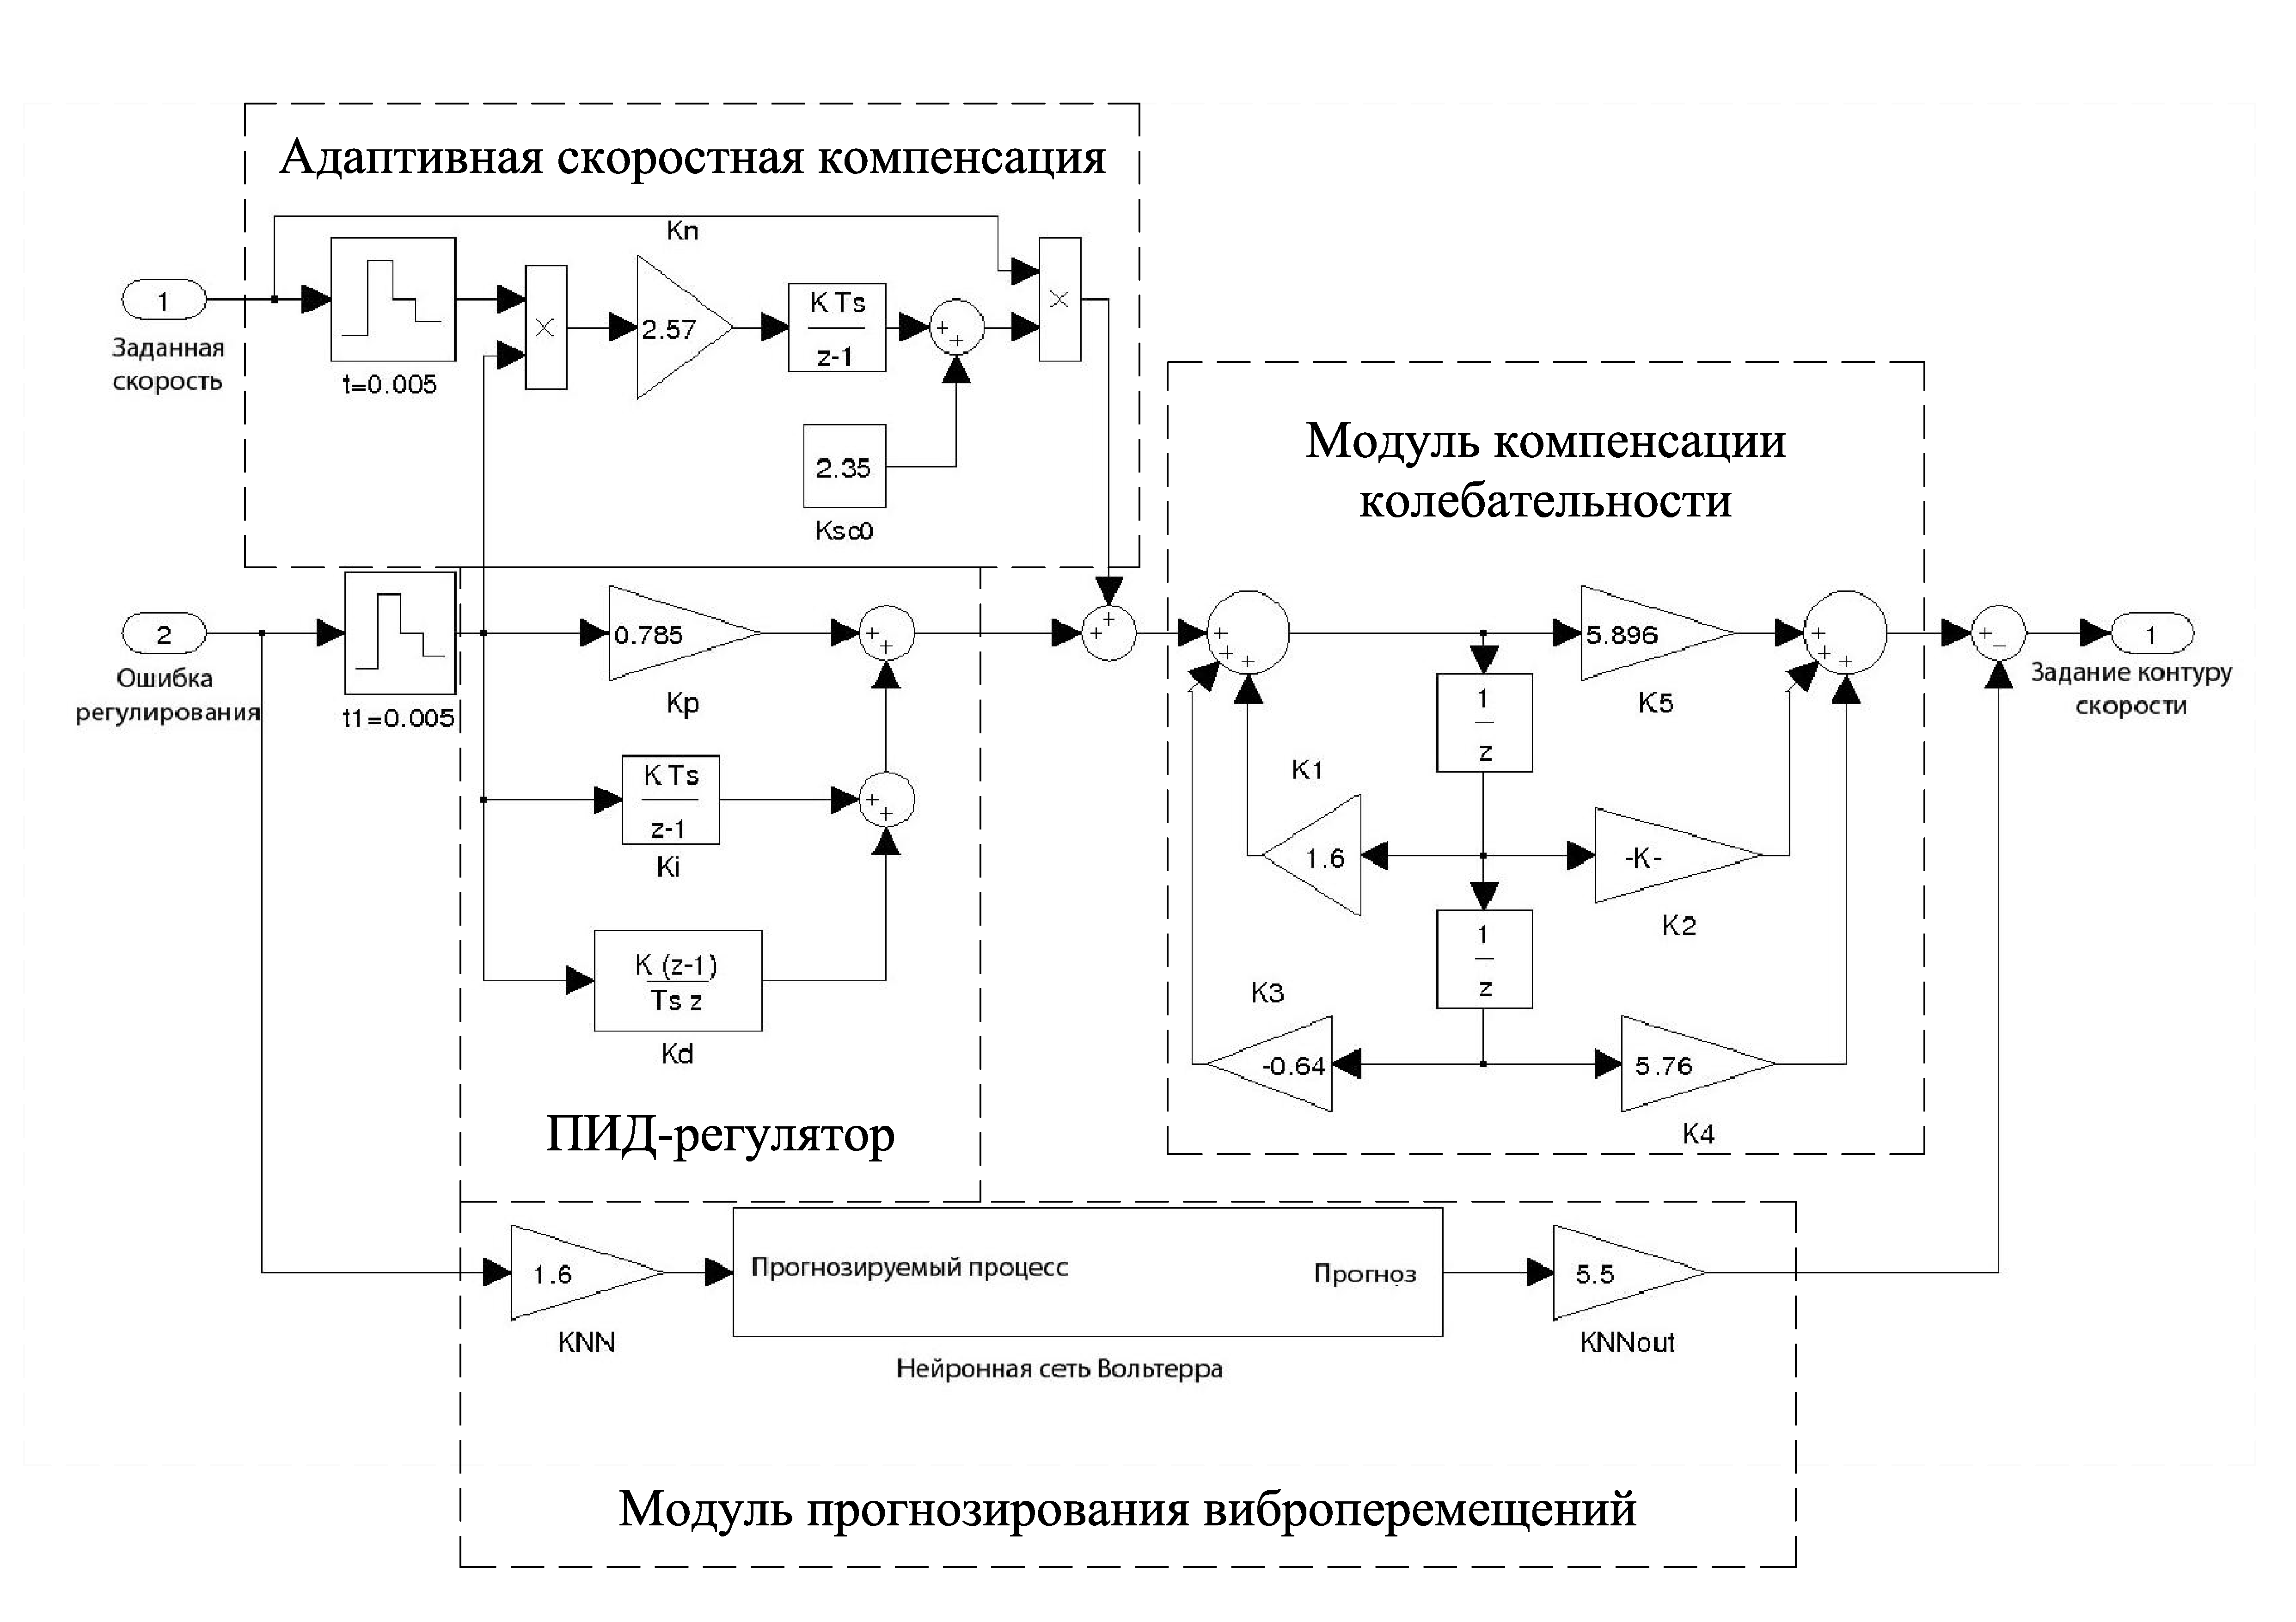 Адаптивная скоростная компенсация
Kn
1
Заданная
скорость
t=0.005
×
2.57
K Ts
z-1
+
+
×
2.35
Ksc0
Модуль компенсации
колебательности
2
Ошибка
регулирования
t1=0.005
0.785
Kp
+
+
+
+
+
+
+
5.896
K5
+
+
+
+
−
1
Задание контуру
скорости
1
z
K Ts
z-1
Ki
+
+
K1
1.6
-K-
K2
K (z-1)
Ts z
Kd
1
z
K3
-0.64
5.76
K4
ПИД-регулятор
1.6
KNN
Прогнозируемый процесс
Прогноз
5.5
KNNout
Нейронная сеть Вольтерра
Модуль прогнозирования виброперемещений